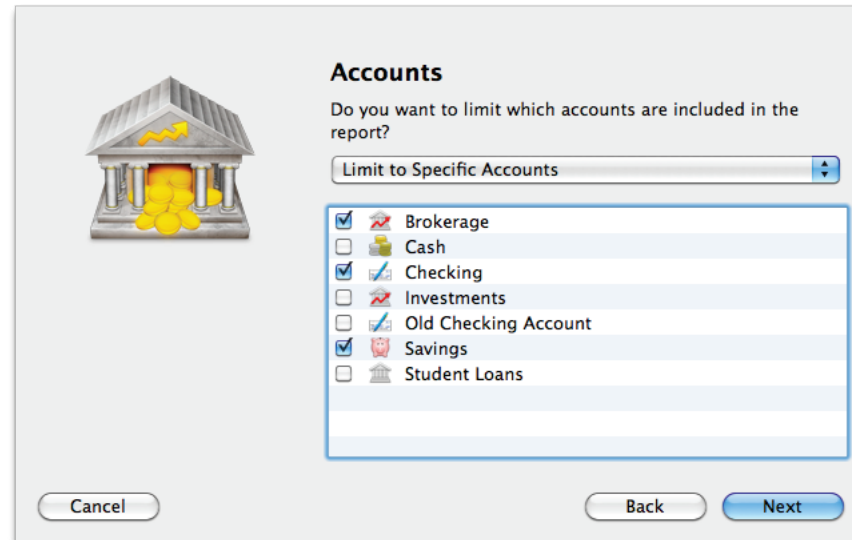 Accounts
Do you want to limit which accounts are included in the
report?
Limit to Specific Accounts
Brokerage
Cash
Checking
Investments
Old Checking Account
Savings
Student Loans
Cancel
Back
Next